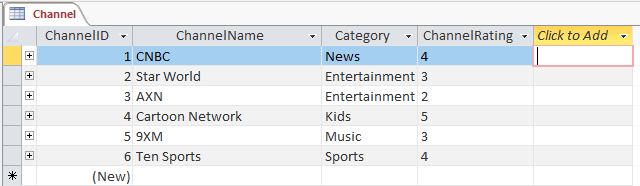 Channel
ChannelID ChannelName Category ChannelRating Click to Add
1 CNBC News 4
2 Star World Entertainment 3
3 AXN Entertainment 2
4 Cartoon Network Kids 5
5 9XM Music 3
6 Ten Sports Sports 4
(New)